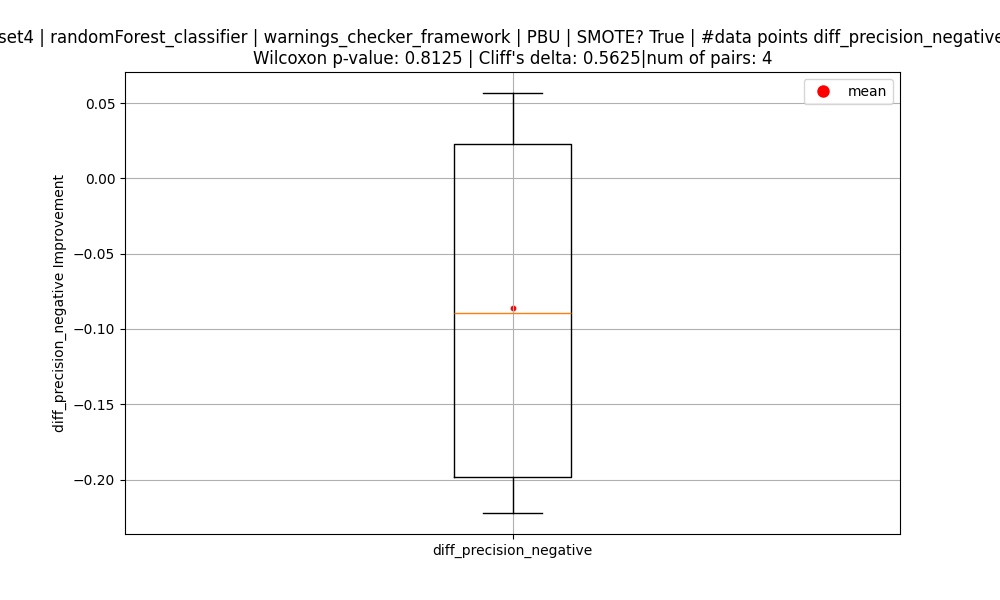 set4 | randomForest_classifier | warnings_checker_framework | PBU | SMOTE? True | #data points diff_precision_negative
Wilcoxon p-value: 0.8125 | Cliff's delta: 0.5625|num of pairs: 4
mean
0.05
0.00
−0.05
−0.10
−0.15
−0.20
diff_precision_negative Improvement
diff_precision_negative